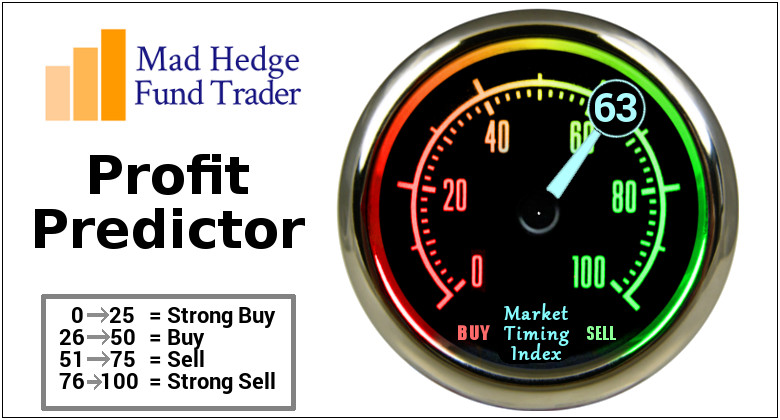 Mad Hedge
Fund Trader
Profit
Predictor
0→25 = Strong Buy
26→50 = Buy
51→75 = Sell
76→100 = Strong Sell
63
40
60
20
80
0
100
Market
BUY Timing SELL
Index